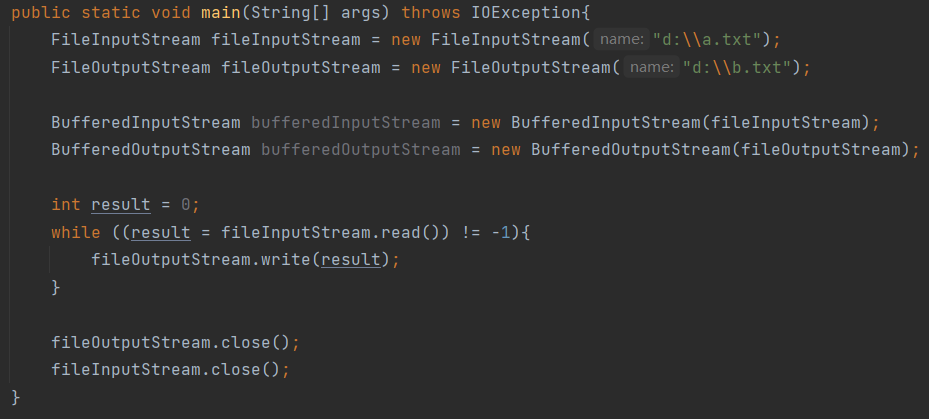 public static void main(String[] args) throws IOException{
FileInputStream fileInputStream = new FileInputStream( name: "d:\\a.txt");
FileOutputStream fileOutputStream = new FileOutputStream( name: "d:\\b.txt");
BufferedInputStream bufferedInputStream = new BufferedInputStream(fileInputStream);
BufferedOutputStream bufferedOutputStream = new BufferedOutputStream(fileOutputStream);
int result = 0;
while ((result = fileInputStream.read()) != -1){
fileOutputStream.write(result);
}
fileOutputStream.close();
fileInputStream.close();
}